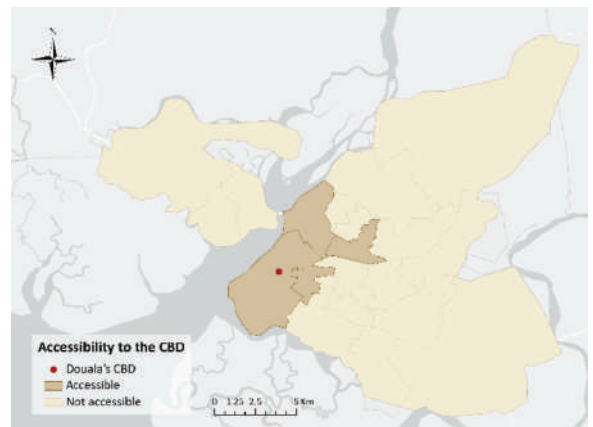 N
Accessibility to the CBD
Douala's CBD
Accessible
Not accessible
0 1.25 2.5 5 Km